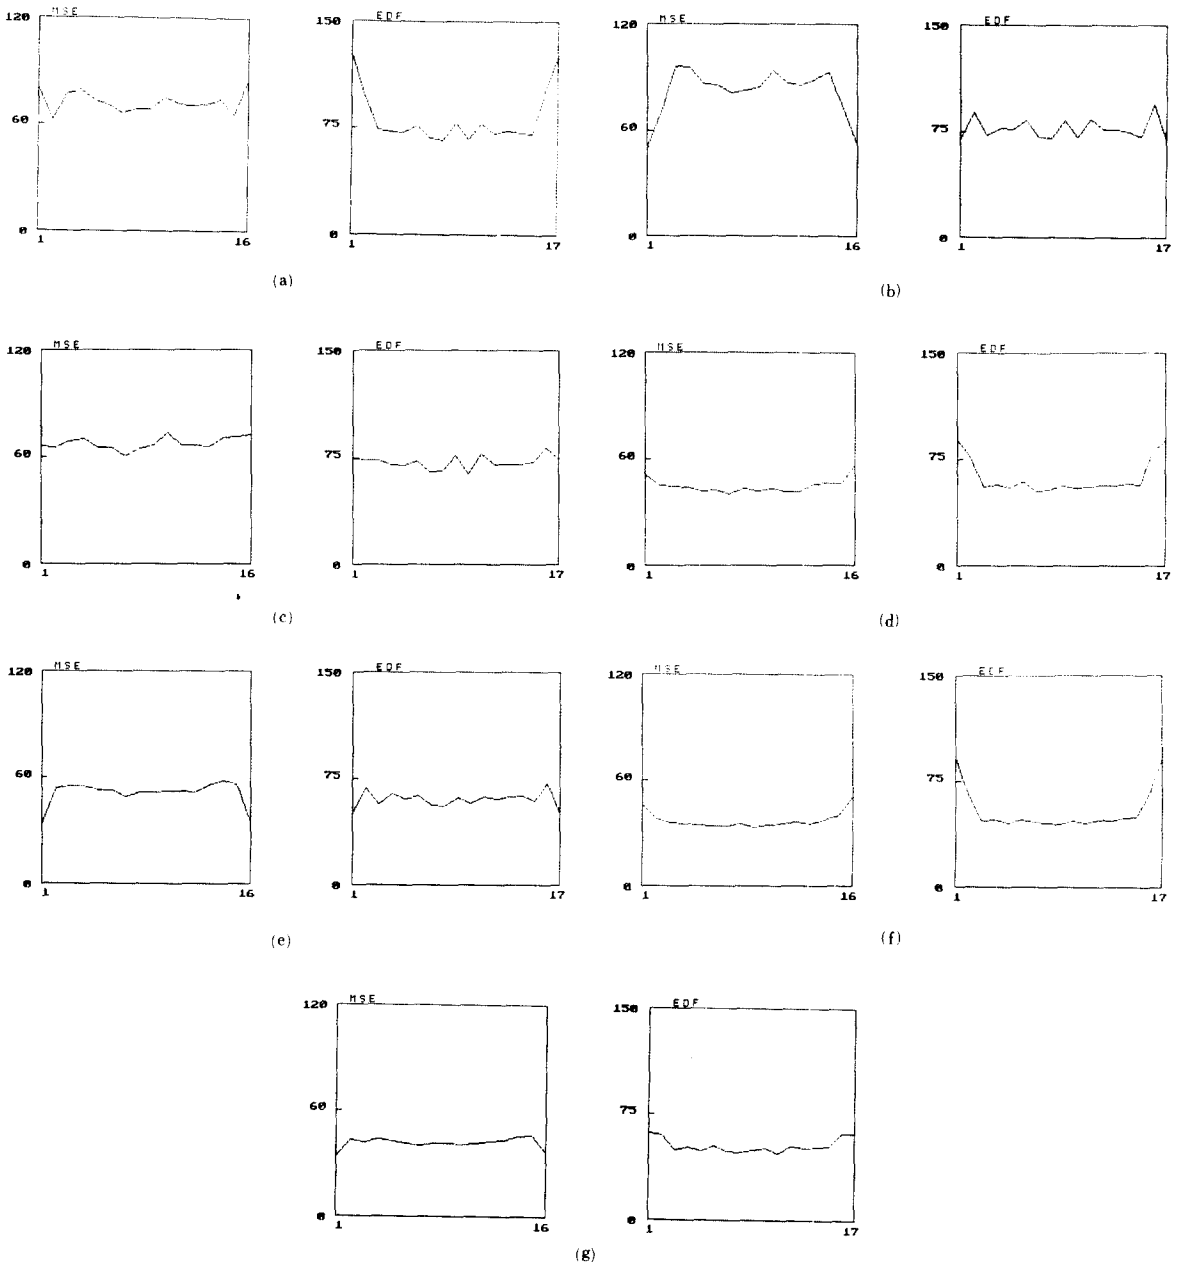 MSE EDF MSE EDF
120 150 120 150
60 75 60 75
0 0 0 0
1 16 1 17 1 16 1 17
(a) (b)
MSE EDF MSE EDF
120 150 120 150
60 75 60 75
0 0 0 0
1 16 1 17 1 16 1 17
(c) (d)
MSE EDF MSE EDF
120 150 120 150
60 75 60 75
0 0 0 0
1 16 1 17 1 16 1 17
(e) (f)
MSE EDF
120 150
60 75
0 0
1 16 1 17
(g)